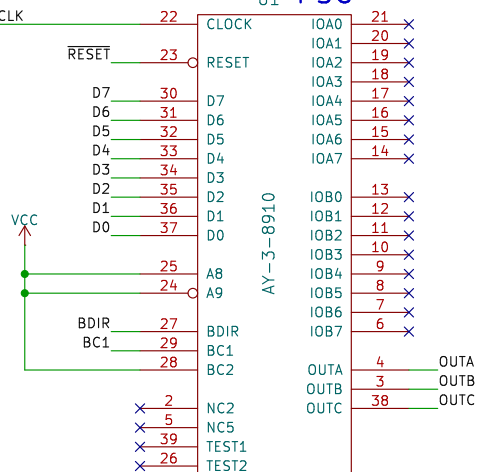 CLK 22 CLOCK IOA0 21
IOA1 20
RESET 23 RESET IOA2 19
IOA3 18
D7 30 D7 IOA4 17
D6 31 D6 IOA5 16
D5 32 D5 IOA6 15
D4 33 D4 IOA7 14
D3 34 D3
D2 35 D2 IOB0 13
D1 36 D1 IOB1 12
VCC D0 37 D0 IOB2 11
IOB3 10
25 A8 IOB4 9
24 A9 IOB5 8
AY-3-8910
IOB6 7
BDIR 27 BDIR IOB7 6
BC1 29 BC1
28 BC2 OUTA 4 OUTA
OUTB 3 OUTB
2 NC2 OUTC 38 OUTC
5 NC5
39 TEST1
26 TEST2